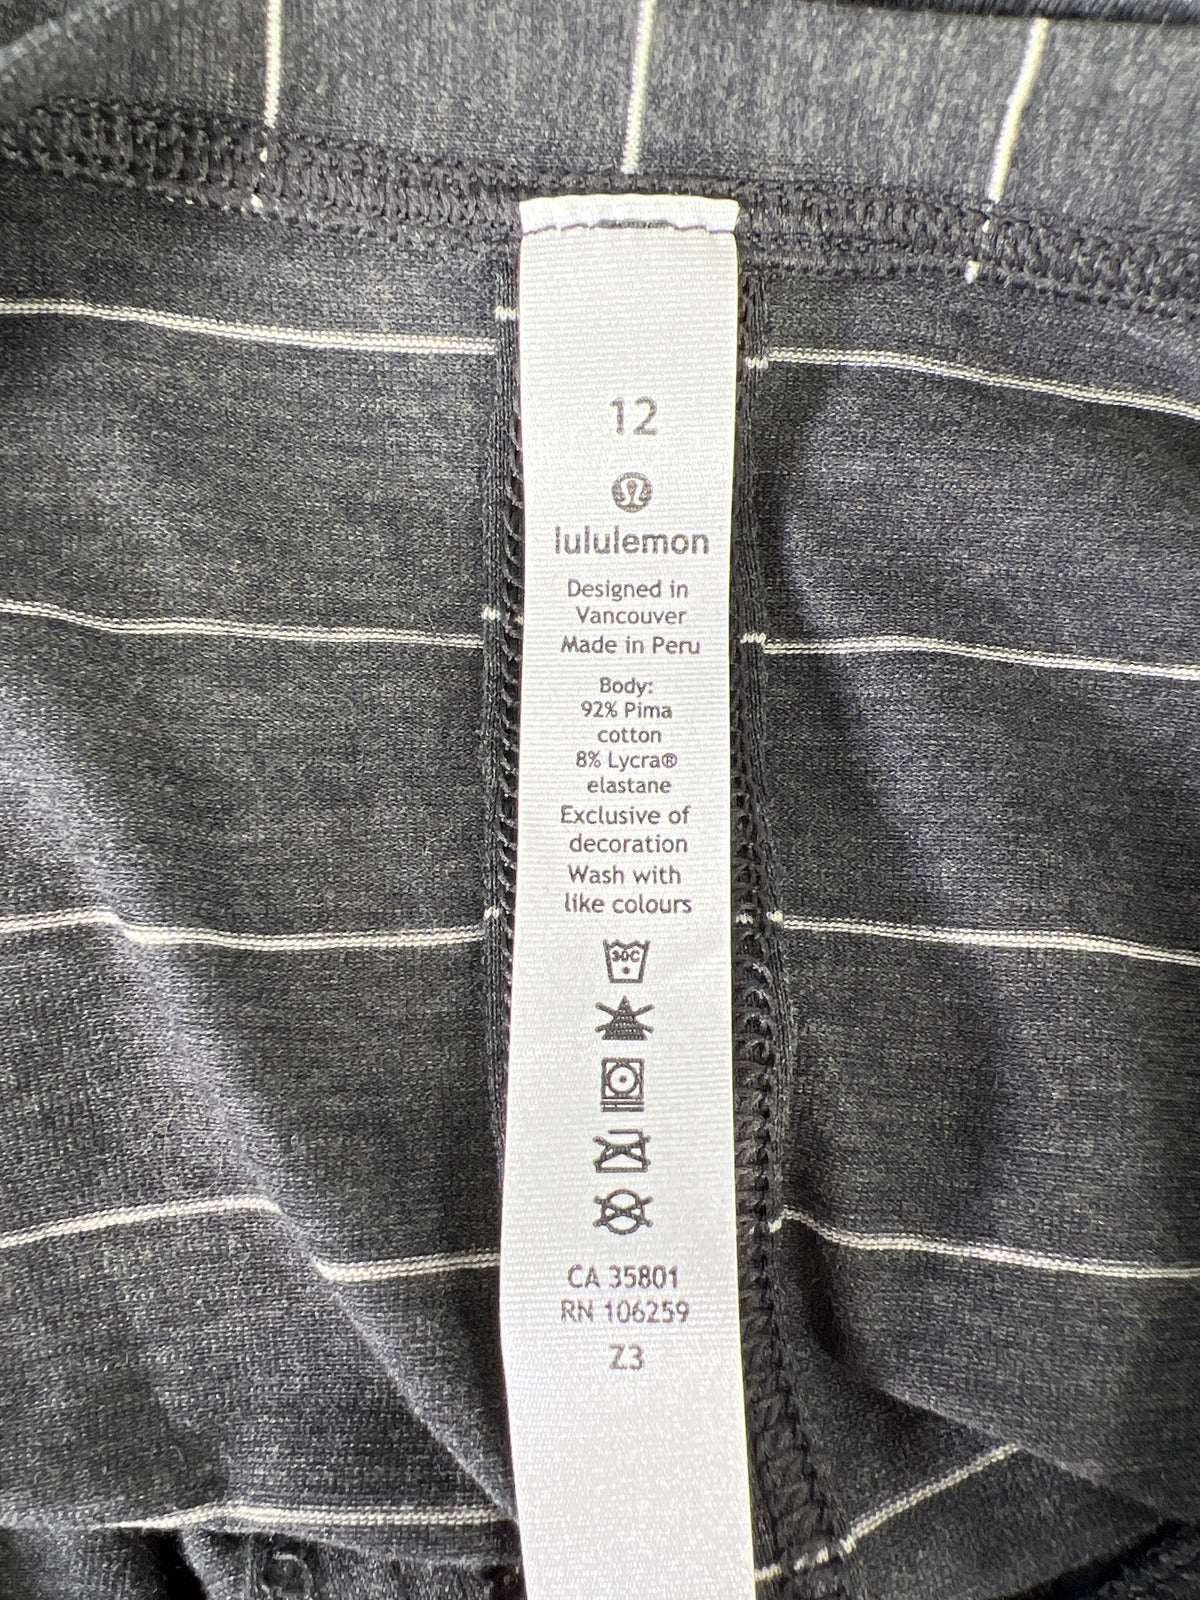 12
lululemon
Designed in
Vancouver
Made in Peru
Body:
92% Pima
cotton
8% Lycra®
elastane
Exclusive of
decoration
Wash with
like colours
30C
CA 35801
RN 106259
Z3